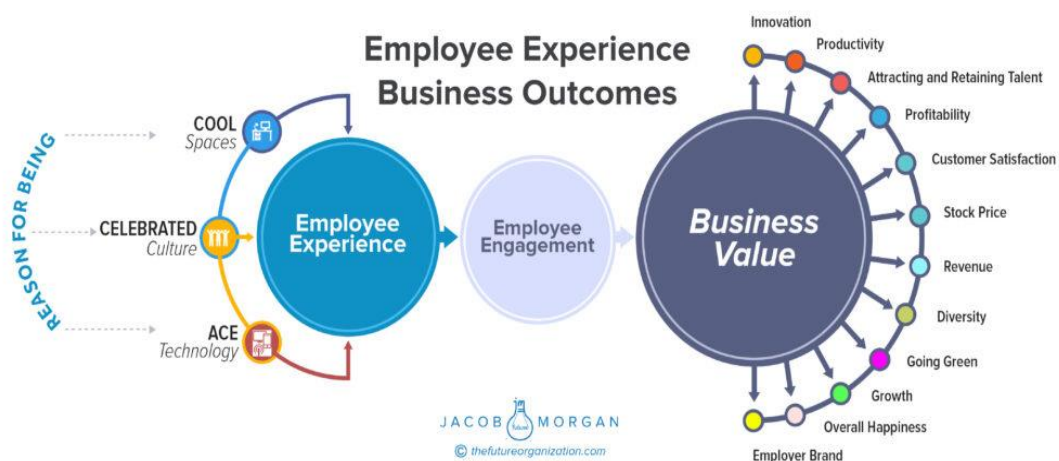 Employee Experience
Business Outcomes
REASON FOR BEING
COOL
Spaces
CELEBRATED
Culture
ACE
Technology
Employee
Experience
Employee
Engagement
Business
Value
Innovation
Productivity
Attracting and Retaining Talent
Profitability
Customer Satisfaction
Stock Price
Revenue
Diversity
Going Green
Growth
Overall Happiness
Employer Brand
JACOB MORGAN
© thefutureorganization.com